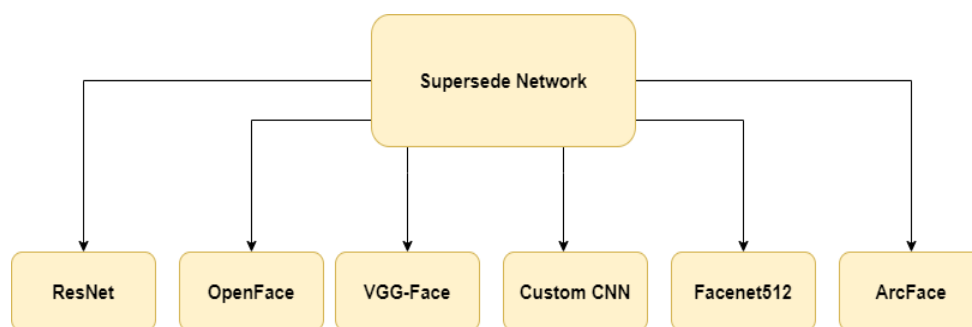 Supersede Network
ResNet
OpenFace
VGG-Face
Custom CNN
Facenet512
ArcFace